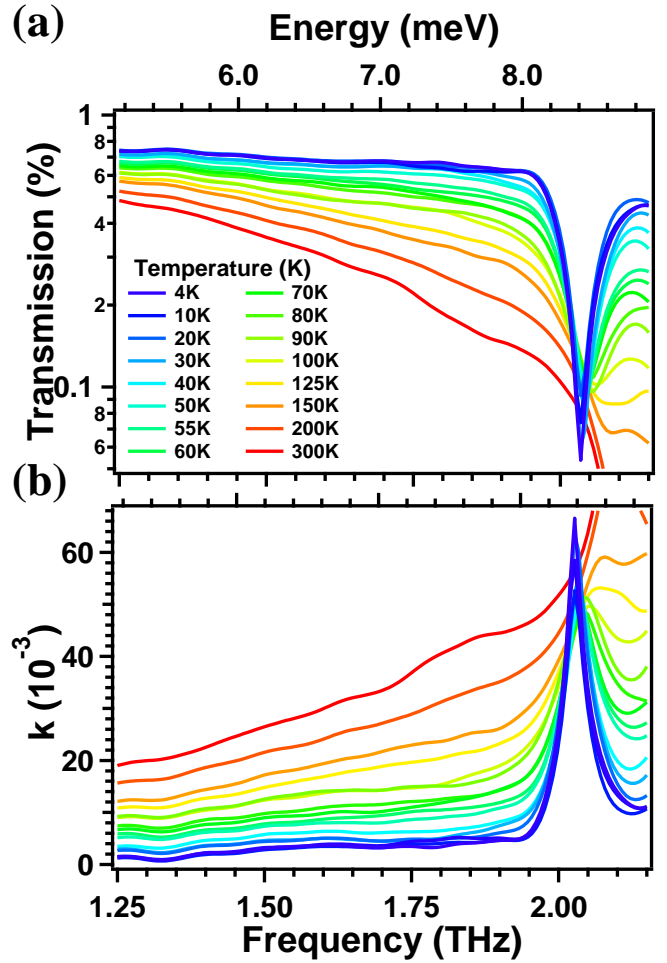 (a)
Energy (meV)
6.0 7.0 8.0
Transmission (%)
1
8
6
4
2
0.1
8
6
Temperature (K)
4K 70K
10K 80K
20K 90K
30K 100K
40K 125K
50K 150K
55K 200K
60K 300K
(b)
k (10⁻³)
60
40
20
0
1.25 1.50 1.75 2.00
Frequency (THz)